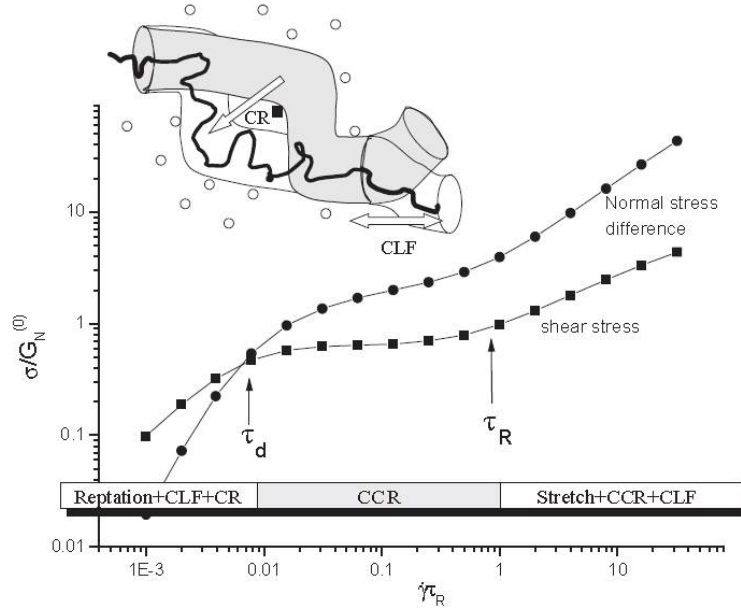 CR
CLF
10
Normal stress
difference
σ/G_N^(0)
1
shear stress
τ_d
τ_R
0.1
Reptation+CLF+CR
CCR
Stretch+CCR+CLF
0.01
1E-3
0.01
0.1
1
10
γ̇τ_R